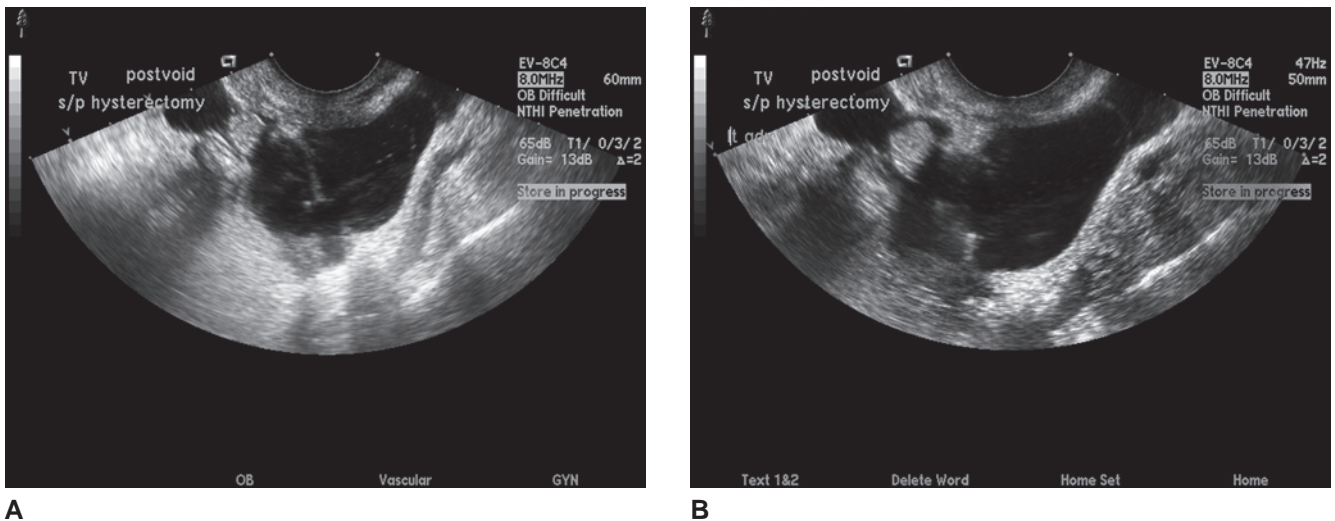 TV postvoid
s/p hysterectomy
EV-8C4
8.0MHz 60mm
OB Difficult
NTHI Penetration
65dB T1/ 0/3/2
Gain= 13dB Δ=2
Store in progress
OB Vascular GYN
A
TV postvoid
s/p hysterectomy
EV-8C4 47Hz
8.0MHz 50mm
OB Difficult
NTHI Penetration
65dB T1/ 0/3/2
Gain= 13dB Δ=2
Store in progress
Text 1&2 Delete Word Home Set Home
B